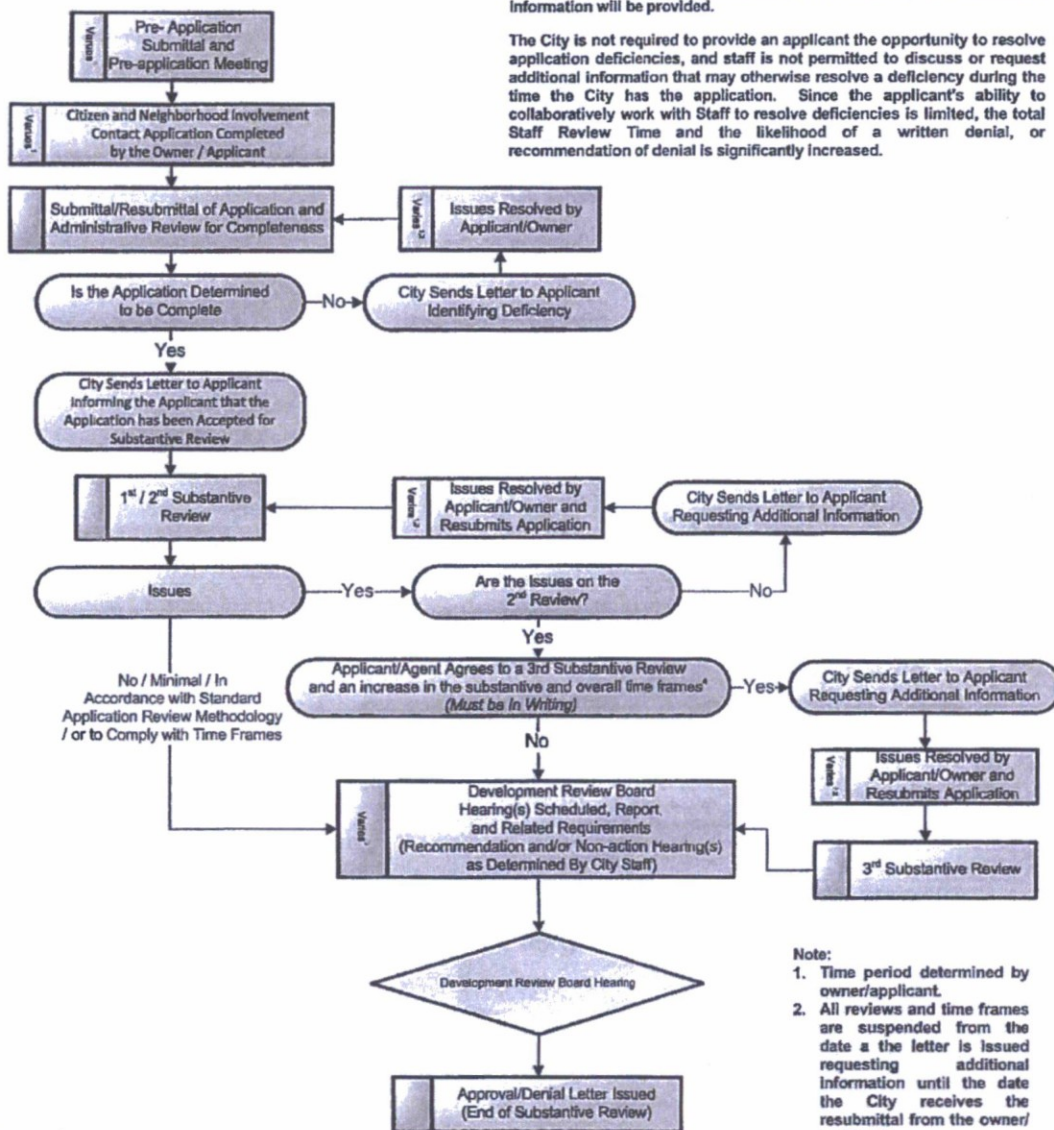 Information will be provided.
The City is not required to provide an applicant the opportunity to resolve
application deficiencies, and staff is not permitted to discuss or request
additional information that may otherwise resolve a deficiency during the
time the City has the application. Since the applicant's ability to
collaboratively work with Staff to resolve deficiencies is limited, the total
Staff Review Time and the likelihood of a written denial, or
recommendation of denial is significantly increased.
Varies
Pre- Application
Submittal and
Pre-application Meeting
Varies¹
Citizen and Neighborhood Involvement
Contact Application Completed
by the Owner / Applicant
Submittal/Resubmittal of Application and
Administrative Review for Completeness
Varies
Issues Resolved by
Applicant/Owner
Is the Application Determined
to be Complete
No
City Sends Letter to Applicant
Identifying Deficiency
Yes
City Sends Letter to Applicant
Informing the Applicant that the
Application has been Accepted for
Substantive Review
1st / 2nd Substantive
Review
Varies
Issues Resolved by
Applicant/Owner and
Resubmits Application
City Sends Letter to Applicant
Requesting Additional Information
Issues
Yes
Are the Issues on the
2nd Review?
No
Yes
No / Minimal / In
Accordance with Standard
Application Review Methodology
/ or to Comply with Time Frames
Applicant/Agent Agrees to a 3rd Substantive Review
and an increase in the substantive and overall time frames⁴
(Must be In Writing)
Yes
City Sends Letter to Applicant
Requesting Additional Information
No
Varies
Issues Resolved by
Applicant/Owner and
Resubmits Application
Varies
Development Review Board
Hearing(s) Scheduled, Report,
and Related Requirements
(Recommendation and/or Non-action Hearing(s)
as Determined By City Staff)
3rd Substantive Review
Development Review Board Hearing
Approval/Denial Letter Issued
(End of Substantive Review)
Note:
1. Time period determined by
owner/applicant.
2. All reviews and time frames
are suspended from the
date a the letter is issued
requesting additional
information until the date
the City receives the
resubmittal from the owner/